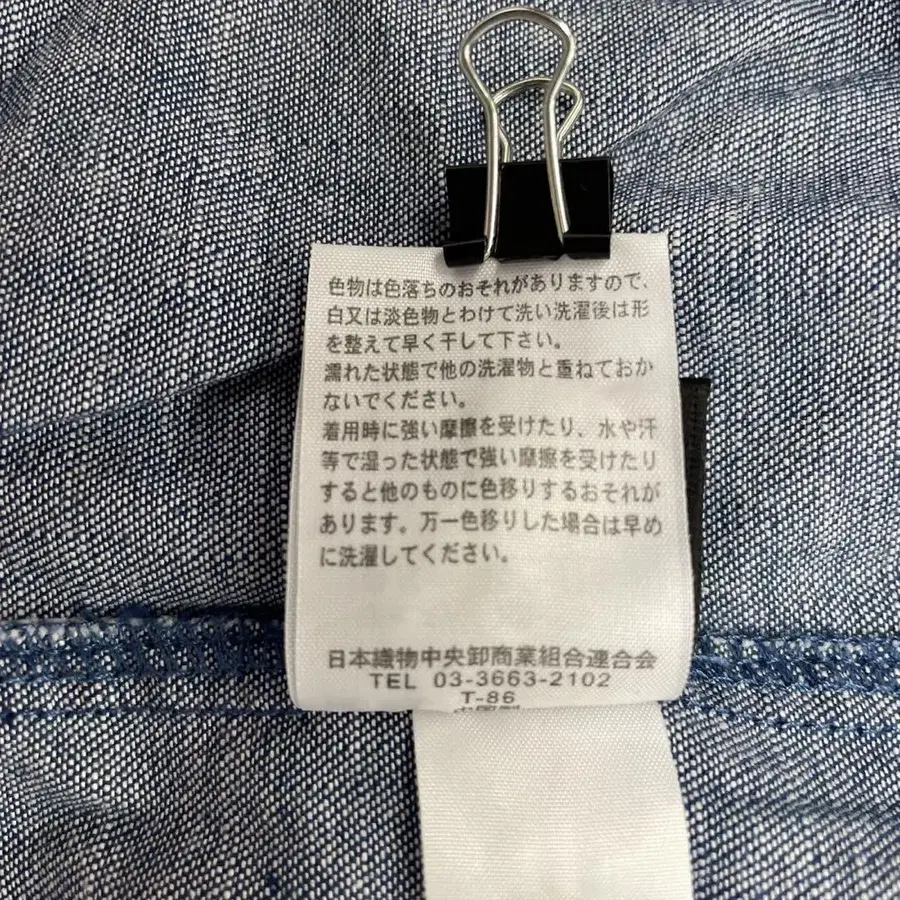 色物は色落ちのおそれがありますので、
白又は淡色物とわけて洗い洗濯後は形
を整えて早く干して下さい。
濡れた状態で他の洗濯物と重ねておか
ないでください。
着用時に強い摩擦を受けたり、水や汗
等で湿った状態で強い摩擦を受けたり
すると他のものに色移りするおそれが
あります。万一色移りした場合は早め
に洗濯してください。
日本織物中央卸商業組合連合会
TEL 03-3663-2102
T-86
中国製